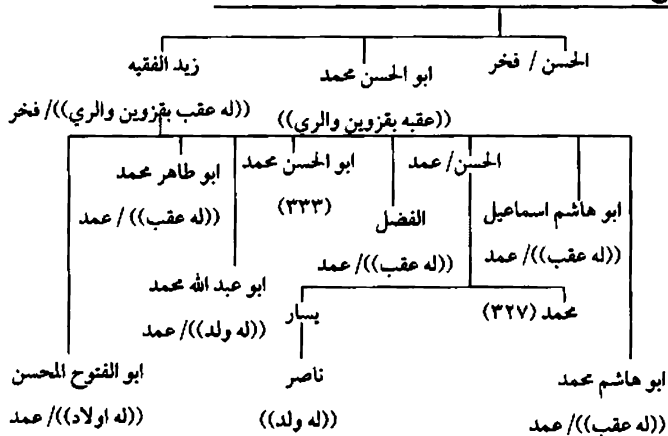 الحسن / فخر
ابو الحسن محمد
زيد الفقيه
((عقبه بقزوين والري))
((له عقب بقزوين والري))/ فخر
ابو هاشم اسماعيل
((له عقب))/ عمد
الحسن/ عمد
الفضل
((له عقب))/ عمد
ابو الحسن محمد
(٣٣٣)
ابو طاهر محمد
((له عقب))/ عمد
ابو عبد الله محمد
((له ولد))/ عمد
محمد (٣٢٧)
يسار
ابو هاشم محمد
((له عقب))/ عمد
ناصر
((له ولد))
ابو الفتوح المحسن
((له اولاد))/ عمد